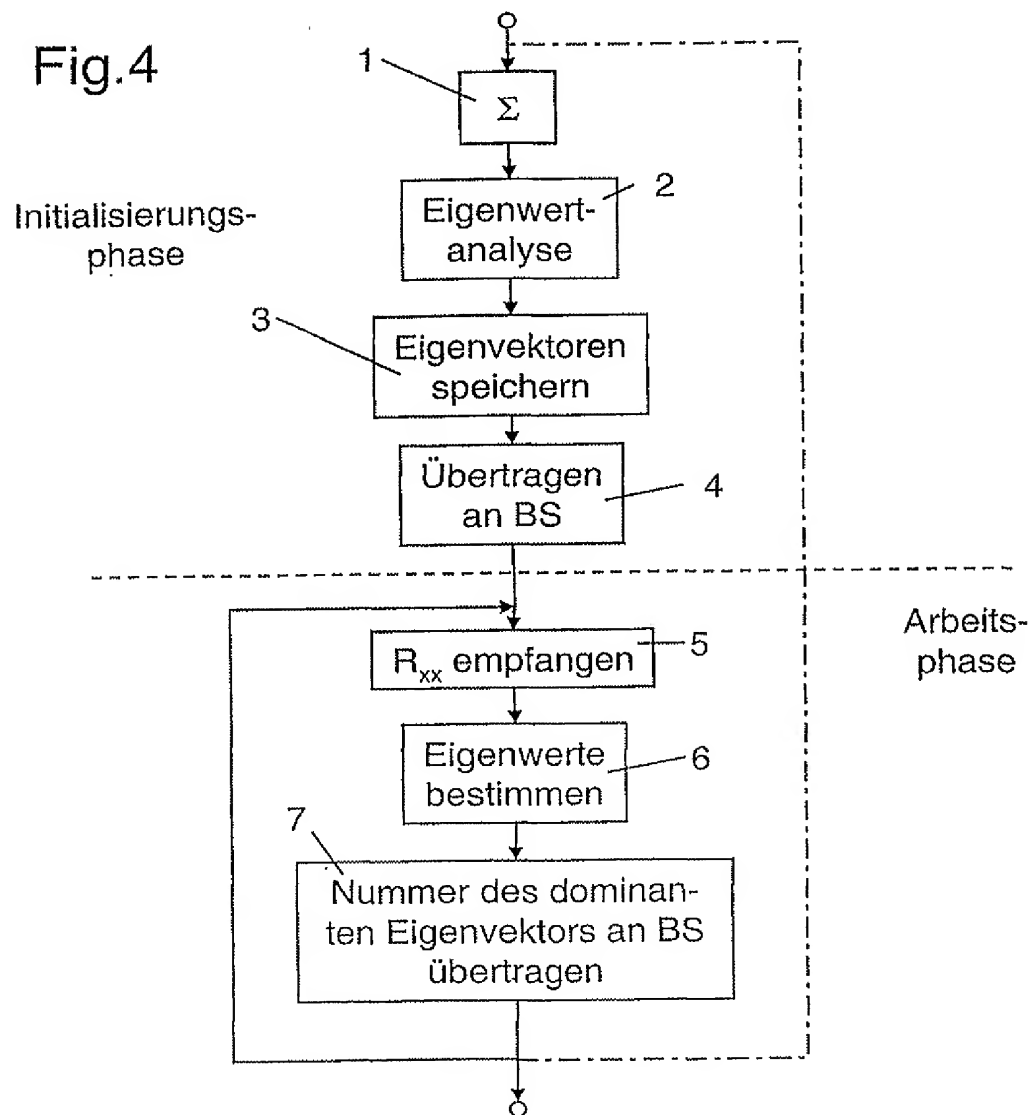 Fig.4
1
Σ
Initialisierungs-
phase
2
Eigenwert-
analyse
3
Eigenvektoren
speichern
Übertragen
an BS
4
Arbeits-
phase
5
Rxx empfangen
Eigenwerte
bestimmen
6
7
Nummer des dominan-
ten Eigenvektors an BS
übertragen